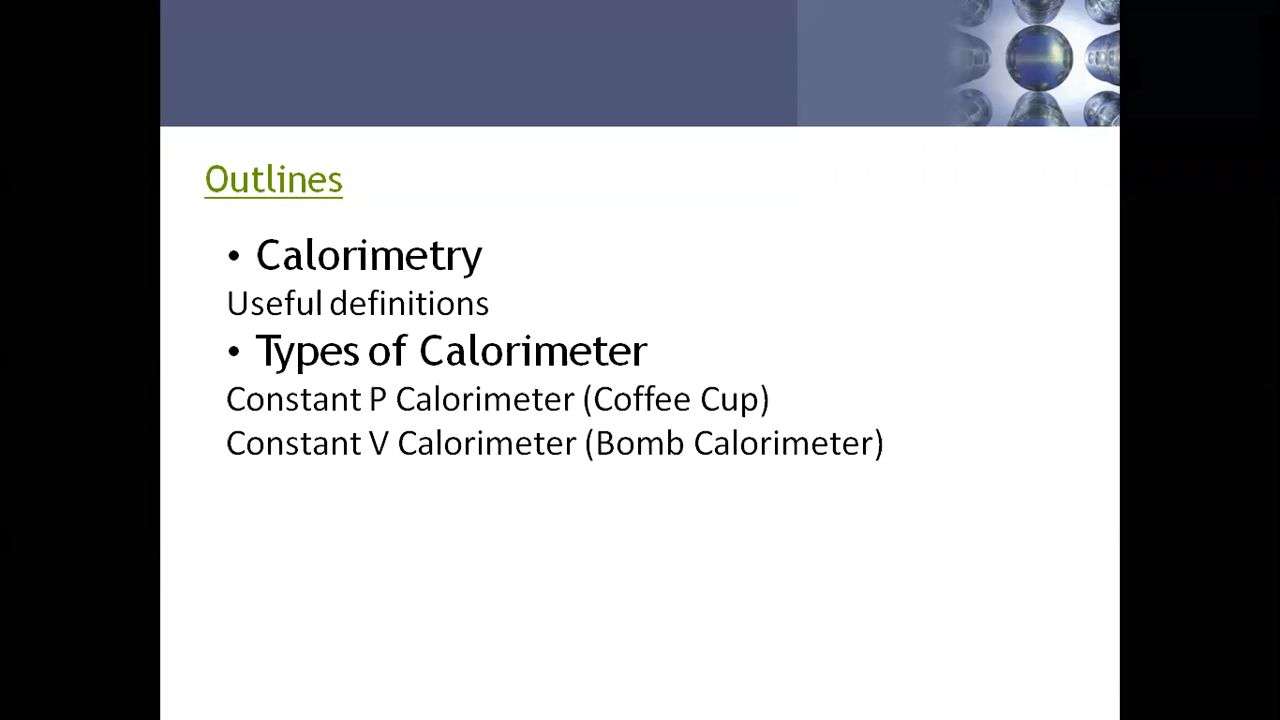 Outlines
• Calorimetry
Useful definitions
• Types of Calorimeter
Constant P Calorimeter (Coffee Cup)
Constant V Calorimeter (Bomb Calorimeter)